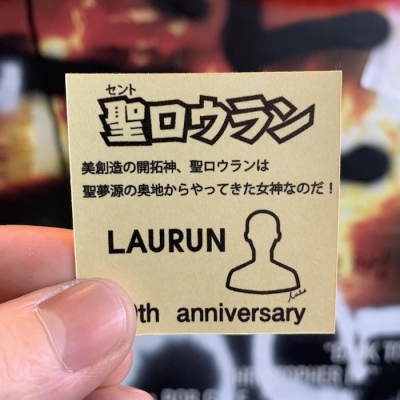 セント
聖ロウラン
美創造の開拓神、聖ロウランは
聖夢源の奥地からやってきた女神なのだ！
LAURUN
0th anniversary